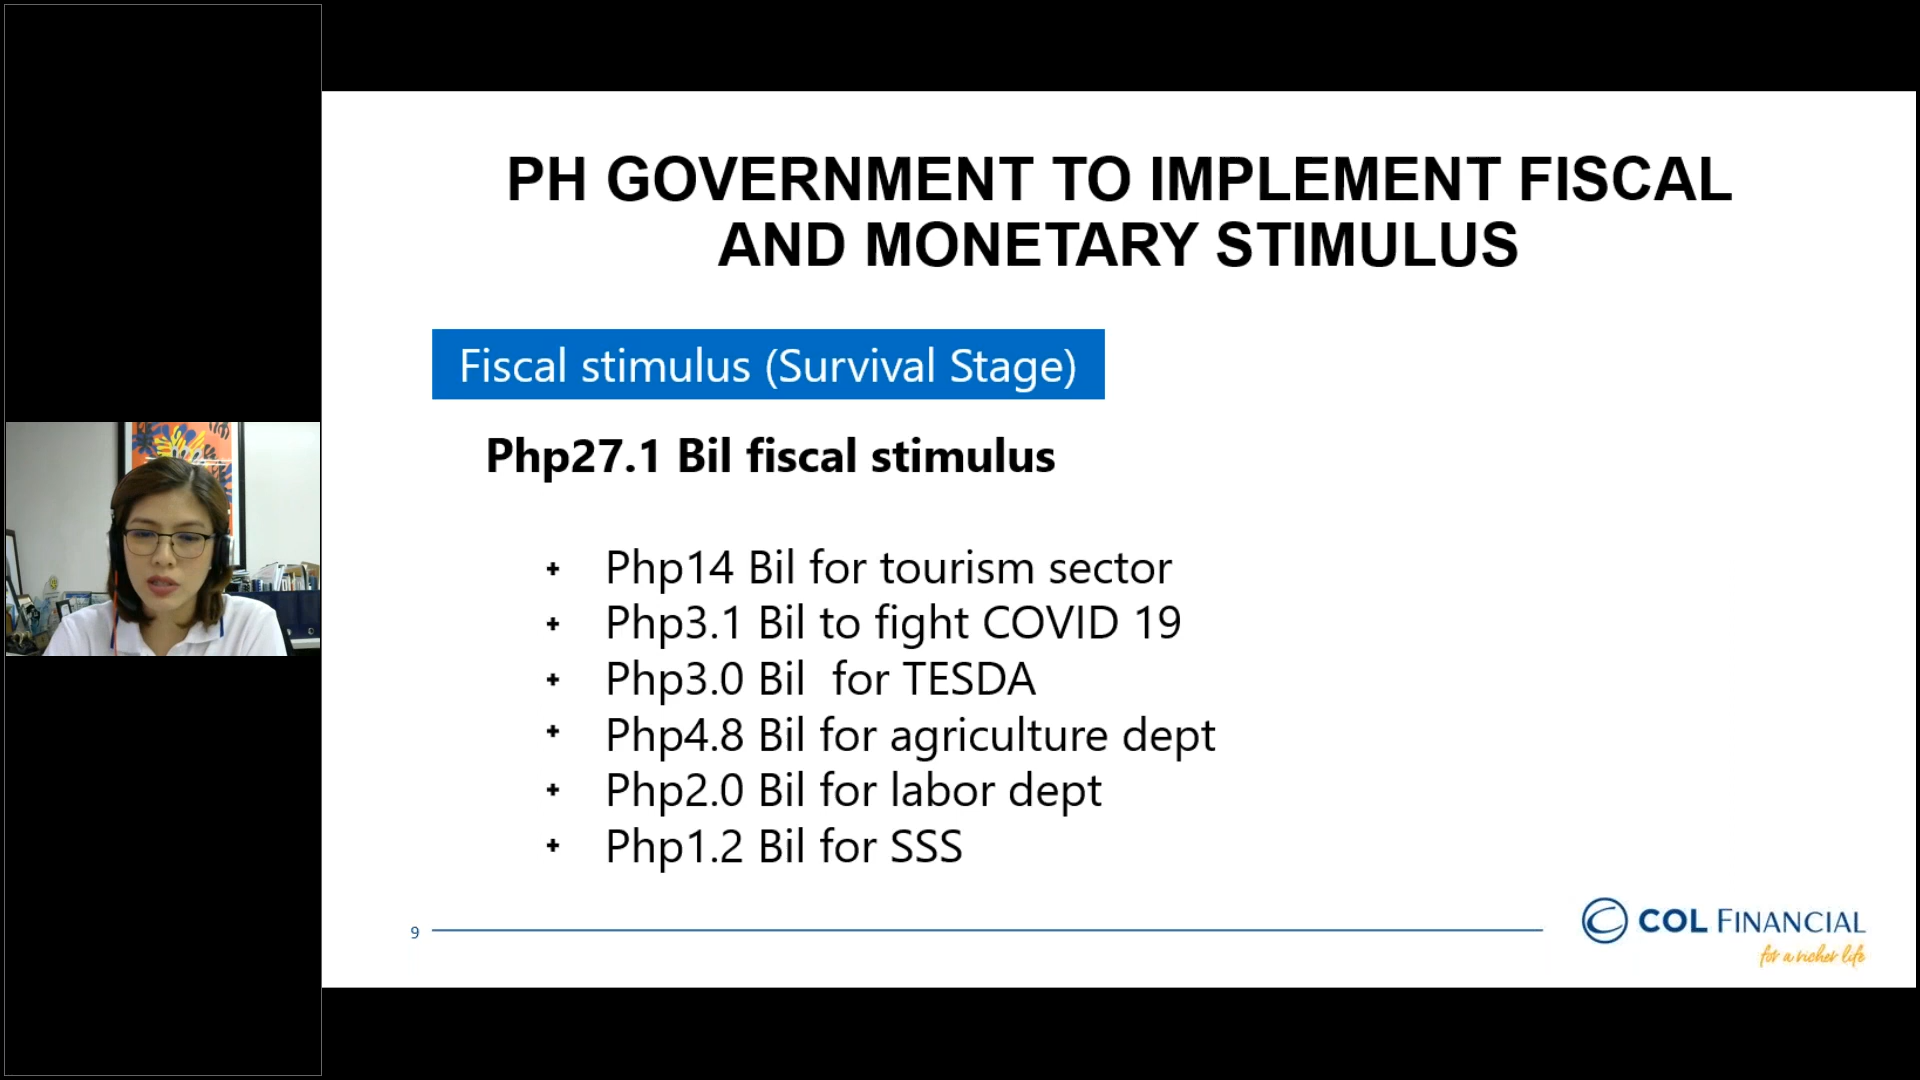 PH GOVERNMENT TO IMPLEMENT FISCAL
AND MONETARY STIMULUS
Fiscal stimulus (Survival Stage)
Php27.1 Bil fiscal stimulus
Php14 Bil for tourism sector
Php3.1 Bil to fight COVID 19
Php3.0 Bil  for TESDA
Php4.8 Bil for agriculture dept
Php2.0 Bil for labor dept
Php1.2 Bil for SSS
9
COL FINANCIAL
for a richer life